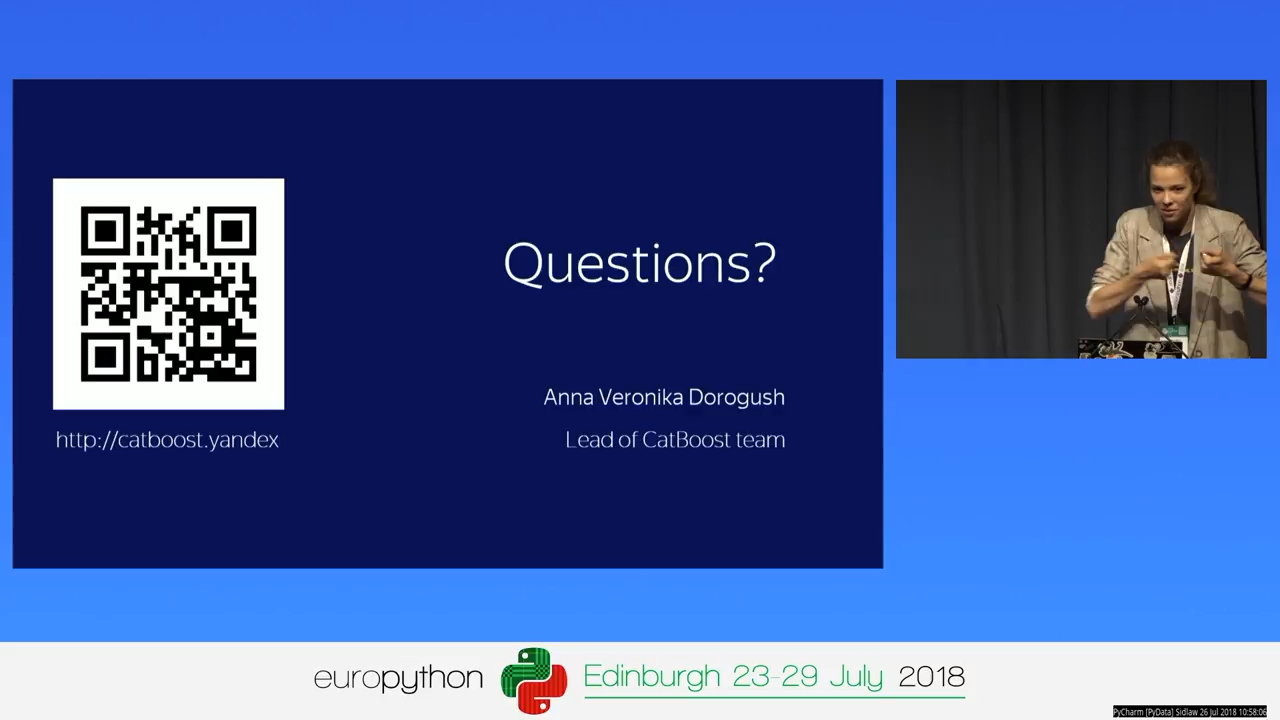 Questions?
Anna Veronika Dorogush
http://catboost.yandex
Lead of CatBoost team
europython
Edinburgh 23-29 July 2018
PyCharm [PyData] Sidlaw 26 Jul 2018 10:58:06